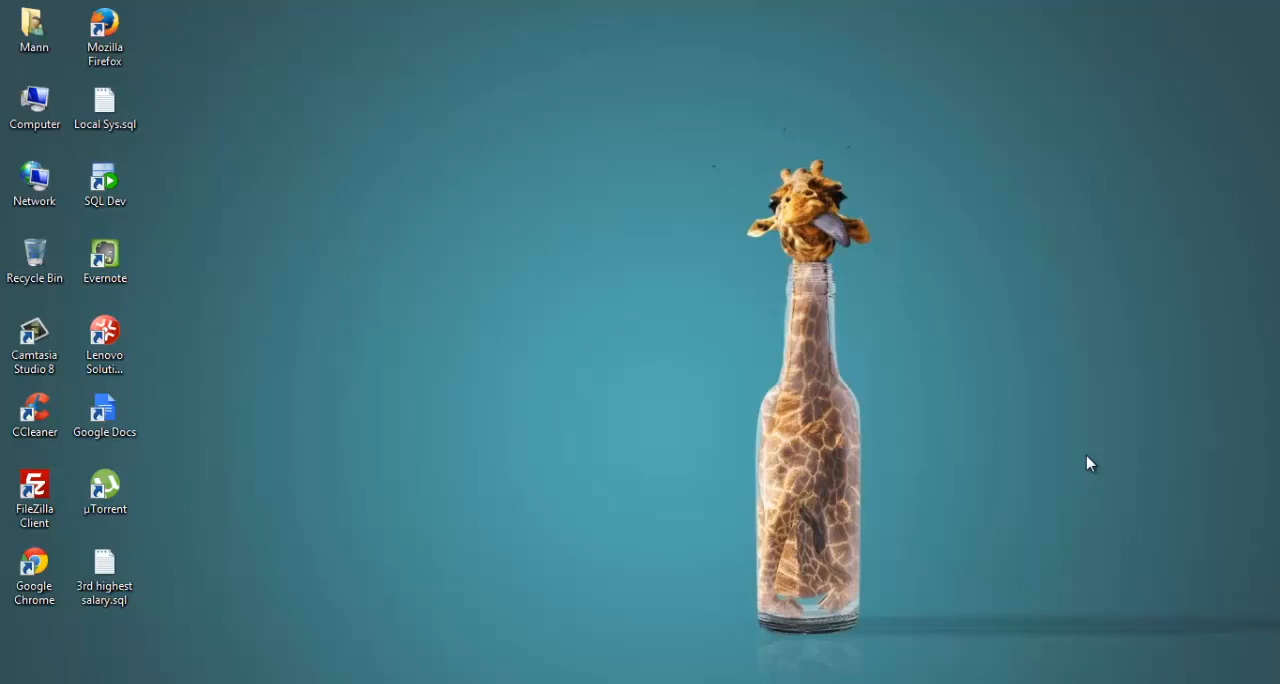 Mann
Mozilla
Firefox
Computer
Local Sys.sql
Network
SQL Dev
Recycle Bin
Evernote
Camtasia
Studio 8
Lenovo
Soluti...
CCleaner
Google Docs
FileZilla
Client
µTorrent
Google
Chrome
3rd highest
salary.sql